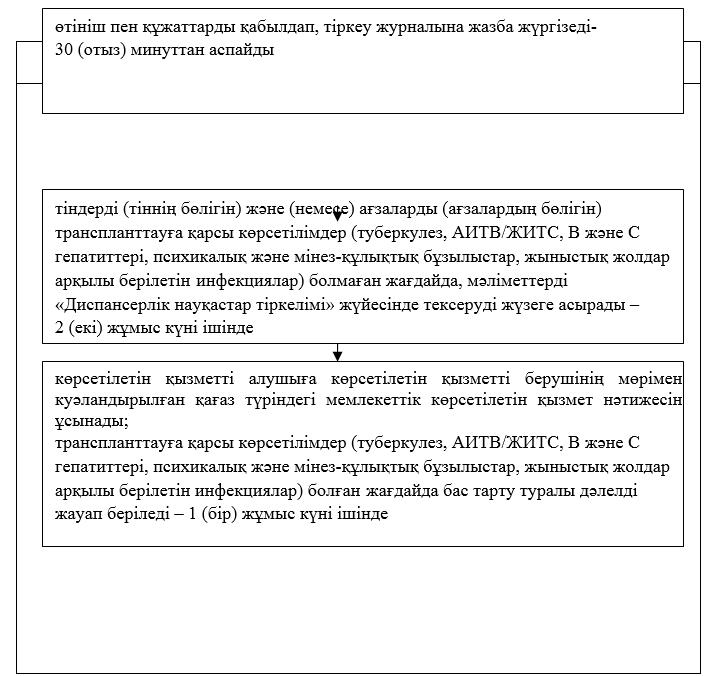 өтініш пен құжаттарды қабылдап, тіркеу журналына жазба жүргізеді-
30 (отыз) минуттан аспайды
тіндерді (тіннің бөлігін) және (немесе) ағзаларды (ағзалардың бөлігін)
трансплантт­ауға қарсы көрсетілімдер (туберкулез, АИТВ/ЖИТС, В және С
гепатиттері, психикалық және мінез-құлықтық бұзылыстар, жыныстық жолдар
арқылы берілетін инфекциялар) болмаған жағдайда, мәліметтерді
«Диспансерлік науқастар тіркелімі» жүйесінде тексеруді жүзеге асырады –
2 (екі) жұмыс күні ішінде
көрсетілетін қызметті алушыға көрсетілетін қызметті берушінің мөрімен
куәландырылған қағаз түріндегі мемлекеттік көрсетілетін қызмет нәтижесін
ұсынады;
трансплантттауға қарсы көрсетілімдер (туберкулез, АИТВ/ЖИТС, В және С
гепатиттері, психикалық және мінез-құлықтық бұзылыстар, жыныстық жолдар
арқылы берілетін инфекциялар) болған жағдайда бас тарту туралы дәлелді
жауап беріледі – 1 (бір) жұмыс күні ішінде